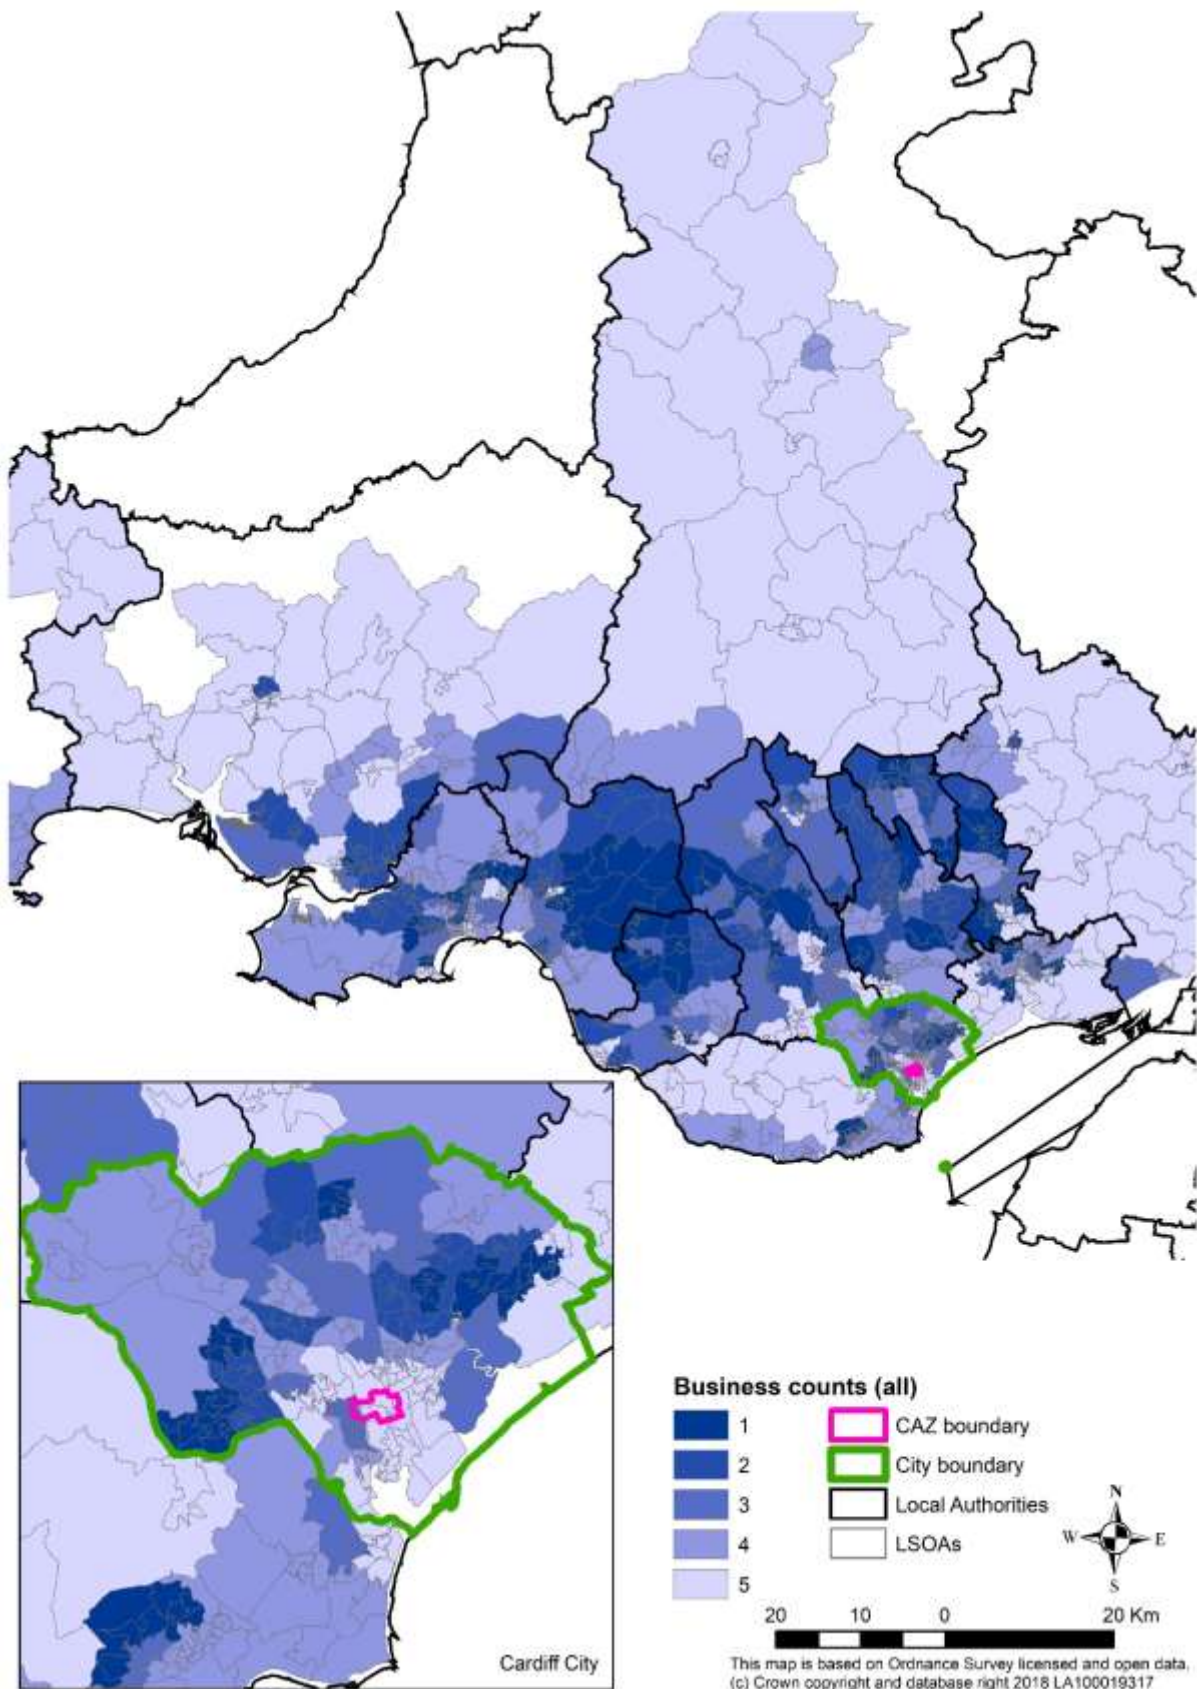 Cardiff City
Business counts (all)
1
2
3
4
5
CAZ boundary
City boundary
Local Authorities
LSOAs
N
W
E
S
20 10 0 20 Km
This map is based on Ordnance Survey licensed and open data.
(c) Crown copyright and database right 2018 LA100019317